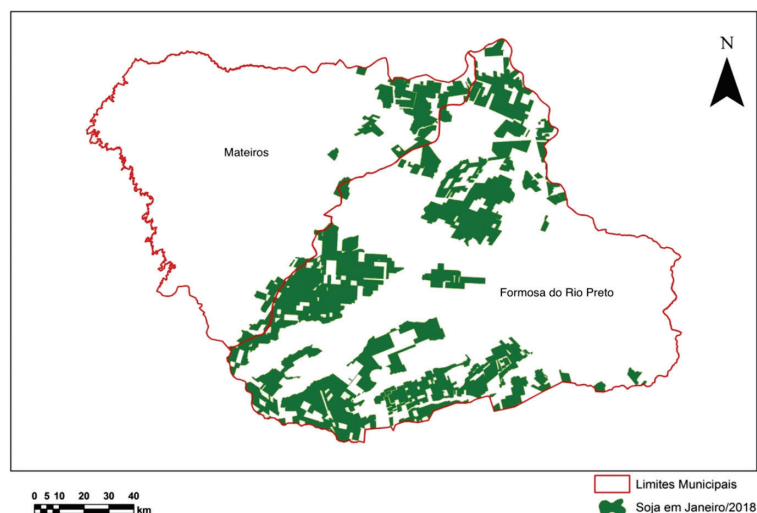 N
Mateiros
Formosa do Rio Preto
0 5 10 20 30 40
km
Limites Municipais
Soja em Janeiro/2018